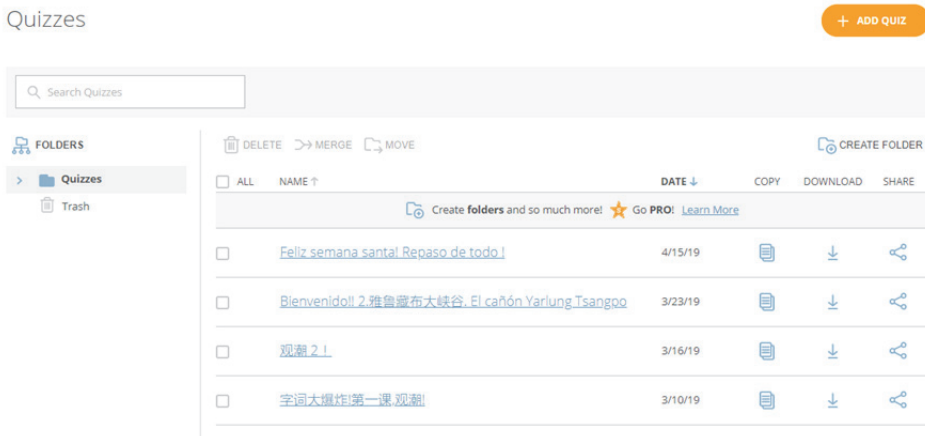 Quizzes
+ ADD QUIZ
Search Quizzes
FOLDERS
DELETE MERGE MOVE CREATE FOLDER
Quizzes
Trash
ALL NAME ↑ DATE ↓ COPY DOWNLOAD SHARE
Create folders and so much more! Go PRO! Learn More
Feliz semana santa! Repaso de todo ! 4/15/19
Bienvenido!! 2.雅鲁藏布大峡谷. El cañón Yarlung Tsangpo 3/23/19
观潮 2 ! 3/16/19
字词大爆炸!第一课,观潮! 3/10/19